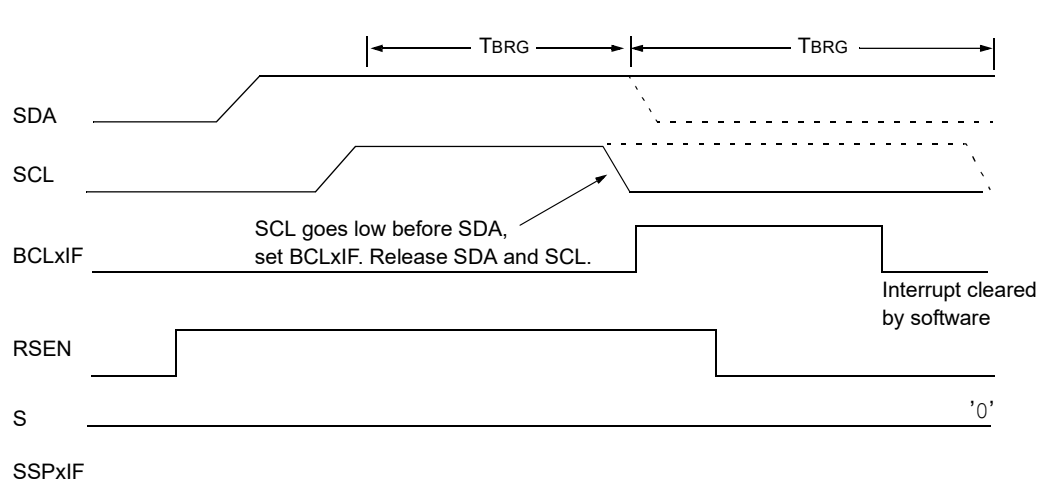 TBRG
TBRG
SDA
SCL
SCL goes low before SDA,
set BCLxIF. Release SDA and SCL.
BCLxIF
Interrupt cleared
by software
RSEN
S
’0’
SSPxIF